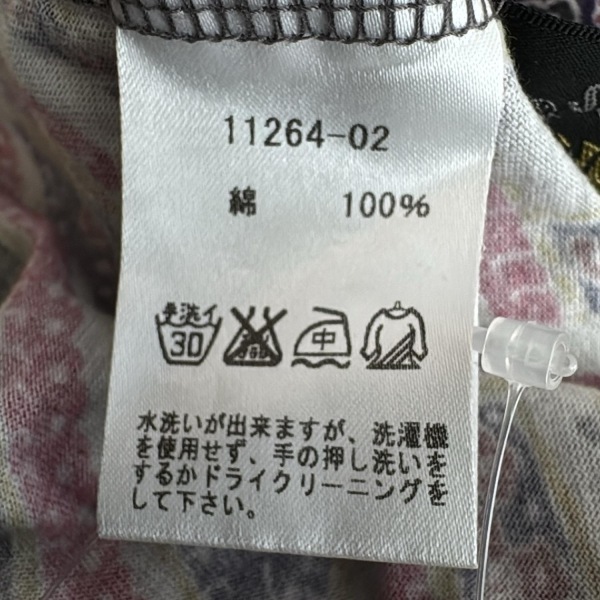 11264-02
綿 100%
手洗イ
30
中
水洗いが出来ますが、洗濯機
を使用せず、手の押し洗いを
するかドライクリーニングを
して下さい。